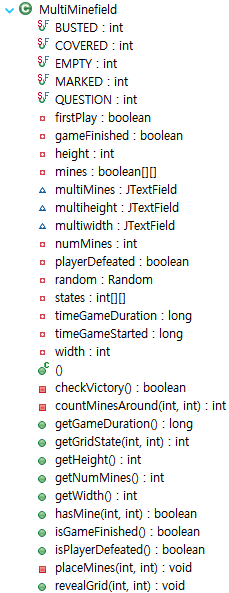 MultiMinefield
BUSTED : int
COVERED : int
EMPTY : int
MARKED : int
QUESTION : int
firstPlay : boolean
gameFinished : boolean
height : int
mines : boolean[][]
multiMines : JTextField
multiheight : JTextField
multiwidth : JTextField
numMines : int
playerDefeated : boolean
random : Random
states : int[][]
timeGameDuration : long
timeGameStarted : long
width : int
()
checkVictory() : boolean
countMinesAround(int, int) : int
getGameDuration() : long
getGridState(int, int) : int
getHeight() : int
getNumMines() : int
getWidth() : int
hasMine(int, int) : boolean
isGameFinished() : boolean
isPlayerDefeated() : boolean
placeMines(int, int) : void
revealGrid(int, int) : void